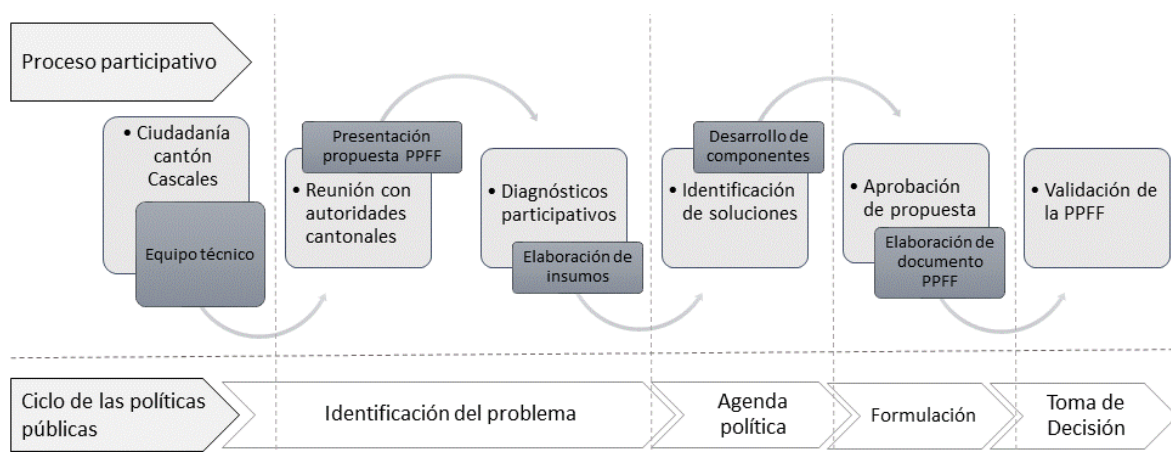 Proceso participativo
• Ciudadanía
cantón
Cascales
Equipo técnico
Presentación
propuesta PPFF
• Reunión con
autoridades
cantonales
• Diagnósticos
participativos
Elaboración de
insumos
Desarrollo de
componentes
• Identificación
de soluciones
• Aprobación
de propuesta
Elaboración de
documento
PPFF
• Validación de
la PPFF
Ciclo de las políticas
públicas
Identificación del problema
Agenda
política
Formulación
Toma de
Decisión